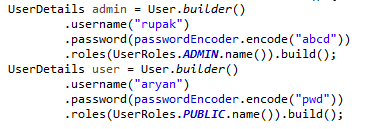 UserDetails admin = User.builder()
.username("rupak")
.password(passwordEncoder.encode("abcd"))
.roles(UserRoles.ADMIN.name()).build();
UserDetails user = User.builder()
.username("aryan")
.password(passwordEncoder.encode("pwd"))
.roles(UserRoles.PUBLIC.name()).build();